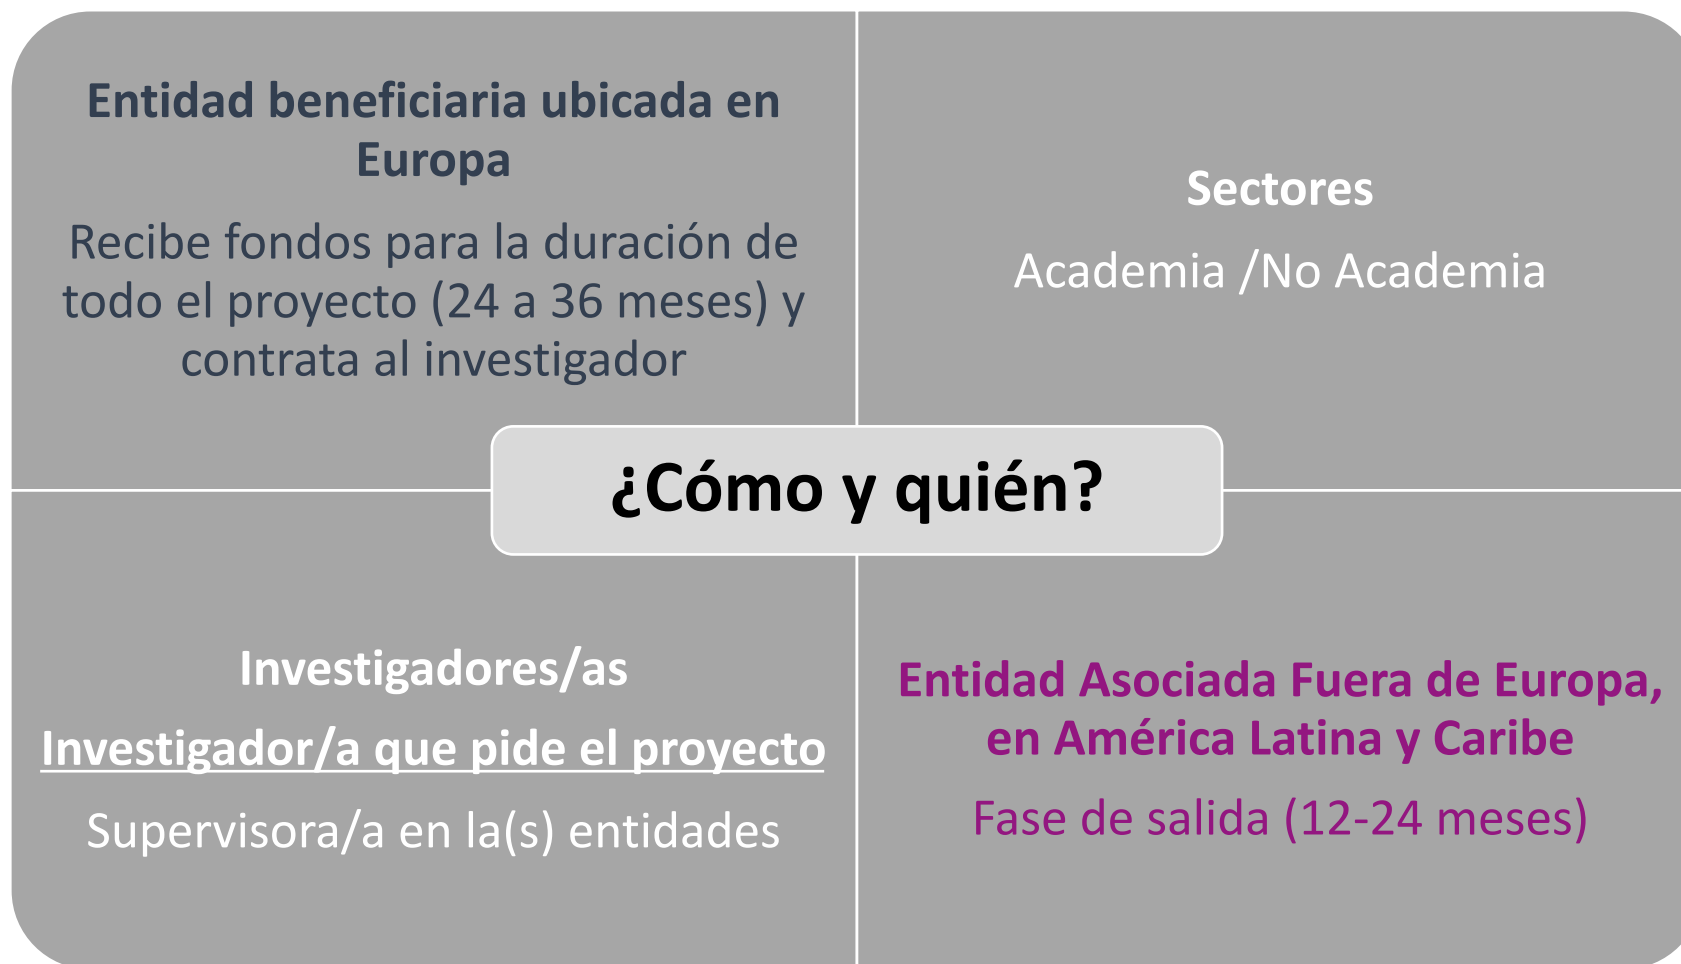 Entidad beneficiaria ubicada en
Europa
Recibe fondos para la duración de
todo el proyecto (24 a 36 meses) y
contrata al investigador
Sectores
Academia /No Academia
¿Cómo y quién?
Investigadores/as
Investigador/a que pide el proyecto
Supervisora/a en la(s) entidades
Entidad Asociada Fuera de Europa,
en América Latina y Caribe
Fase de salida (12-24 meses)